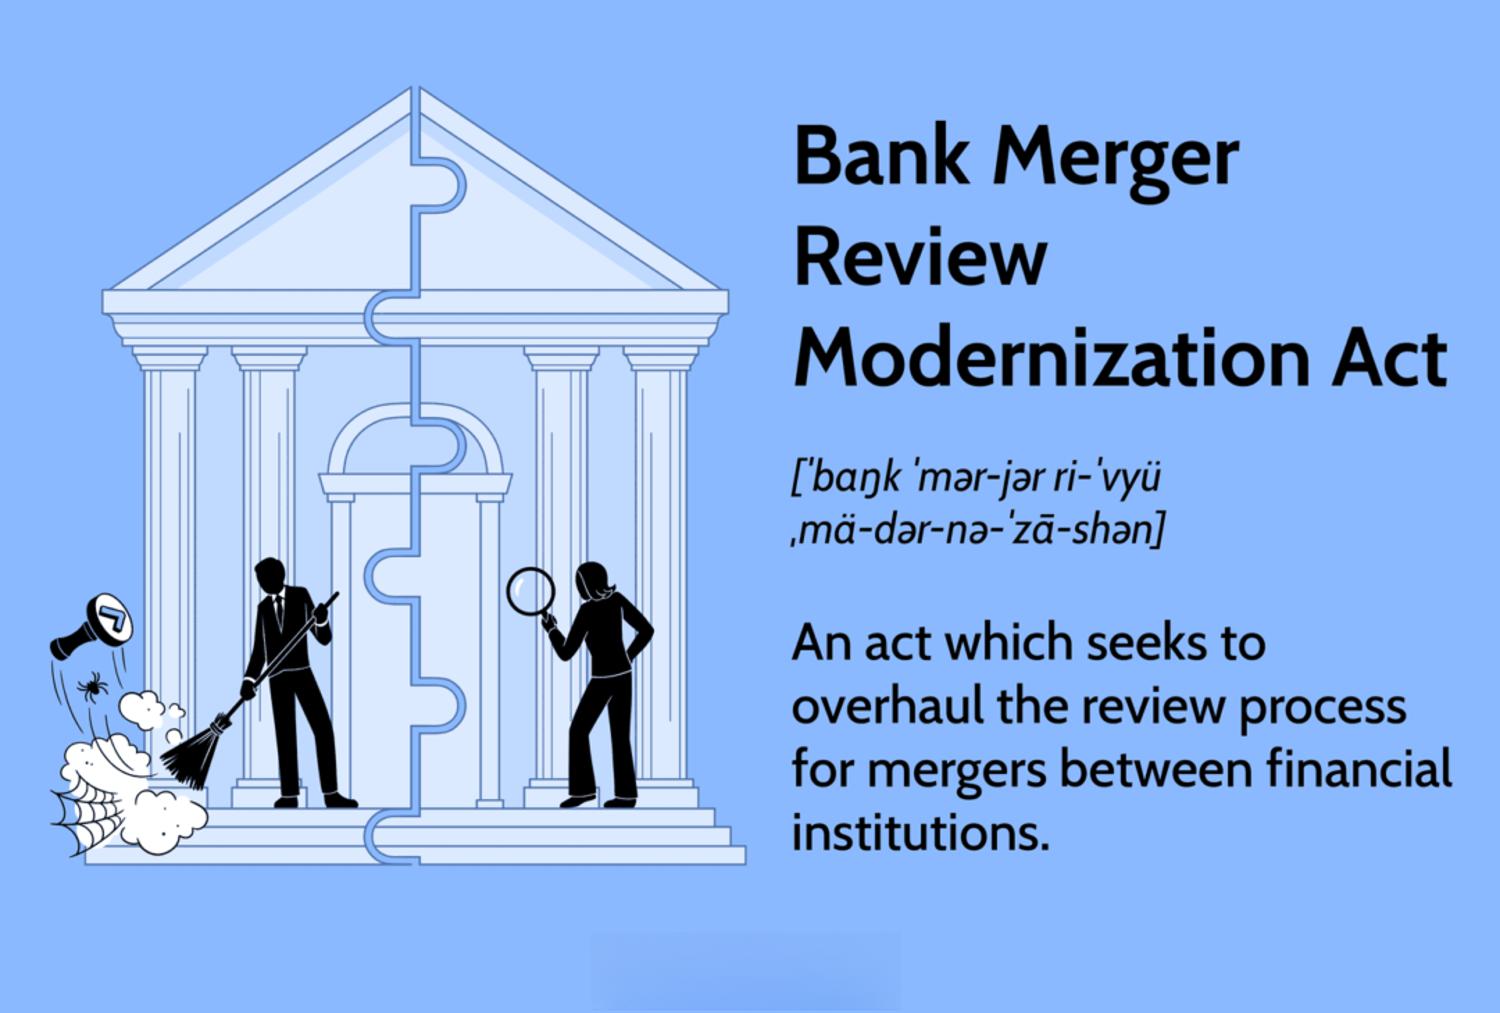 Bank Merger
Review
Modernization Act
[ˈbaŋk ˈmər-jər ri-ˈvyü
ˌmä-dər-nə-ˈzā-shən]
An act which seeks to
overhaul the review process
for mergers between financial
institutions.